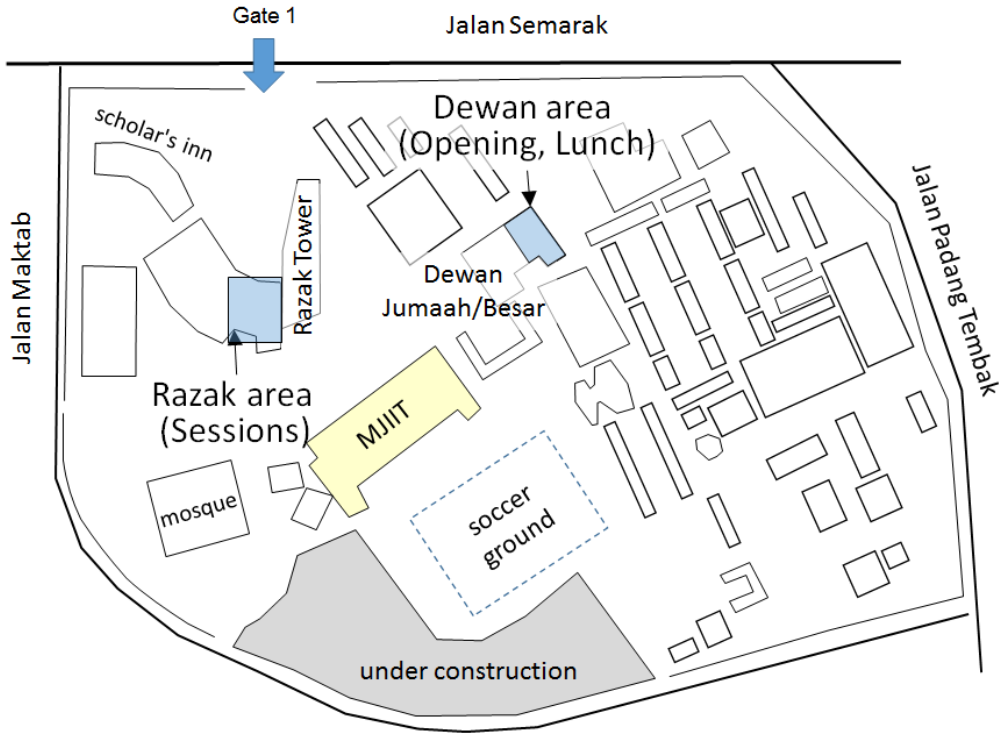 Gate 1
Jalan Semarak
scholar's inn
Dewan area
(Opening, Lunch)
Jalan Maktab
Razak Tower
Jalan Padang Tembak
Dewan
Jumaah/Besar
Razak area
(Sessions)
MJIIT
mosque
soccer
ground
under construction